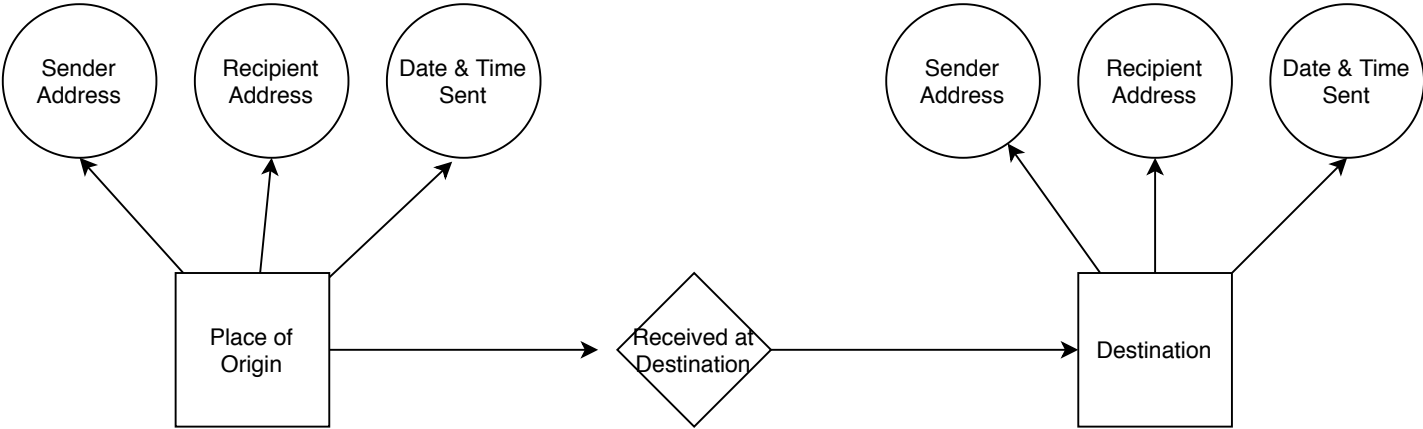 Sender
Address
Recipient
Address
Date & Time
Sent
Sender
Address
Recipient
Address
Date & Time
Sent
Place of
Origin
Received at
Destination
Destination